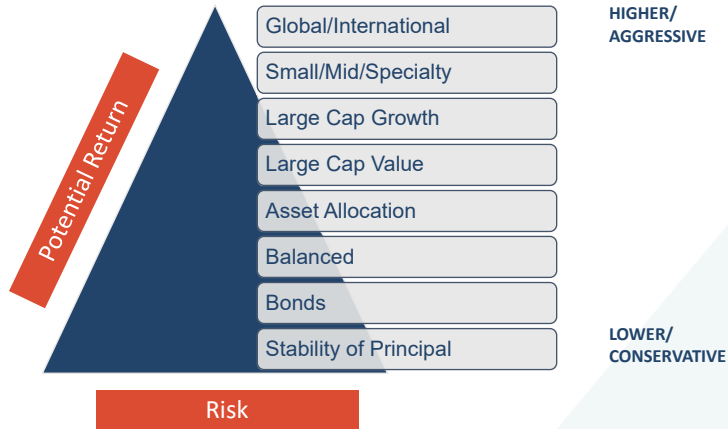 Global/International
Small/Mid/Specialty
Large Cap Growth
Large Cap Value
Asset Allocation
Balanced
Bonds
Stability of Principal
HIGHER/
AGGRESSIVE
LOWER/
CONSERVATIVE
Potential Return
Risk